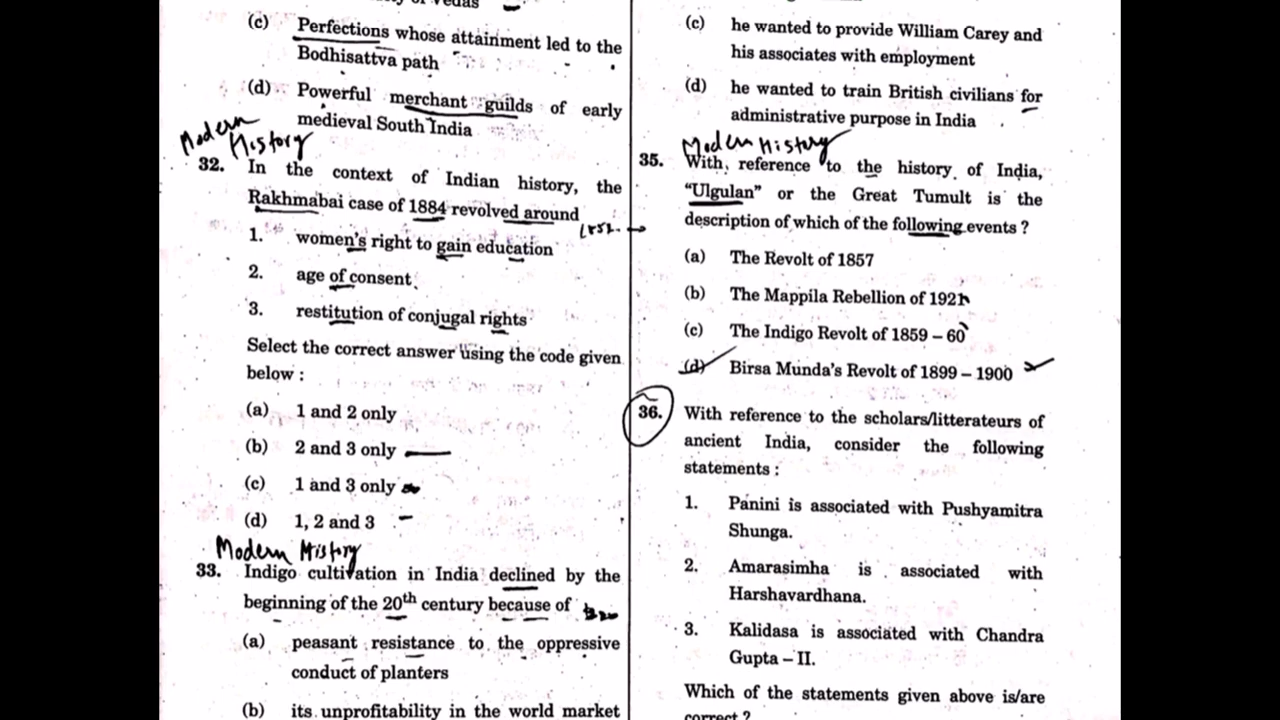 (c) Perfections whose attainment led to the
Bodhisattva path
(d) Powerful merchant guilds of early
medieval South India
Modern
History
32. In the context of Indian history, the
Rakhmabai case of 1884 revolved around
1. women's right to gain education
2. age of consent
3. restitution of conjugal rights
Select the correct answer using the code given
below :
(a) 1 and 2 only
(b) 2 and 3 only
(c) 1 and 3 only
(d) 1, 2 and 3
Modern History
33. Indigo cultivation in India declined by the
beginning of the 20th century because of
(a) peasant resistance to the oppressive
conduct of planters
(b) its unprofitability in the world market
(c) he wanted to provide William Carey and
his associates with employment
(d) he wanted to train British civilians for
administrative purpose in India
Modern History
35. With reference to the history of India,
"Ulgulan" or the Great Tumult is the
description of which of the following events ?
(a) The Revolt of 1857
(b) The Mappila Rebellion of 1921
(c) The Indigo Revolt of 1859 – 60
(d) Birsa Munda's Revolt of 1899 – 1900
36. With reference to the scholars/litterateurs of
ancient India, consider the following
statements :
1. Panini is associated with Pushyamitra
Shunga.
2. Amarasimha is associated with
Harshavardhana.
3. Kalidasa is associated with Chandra
Gupta – II.
Which of the statements given above is/are
correct ?